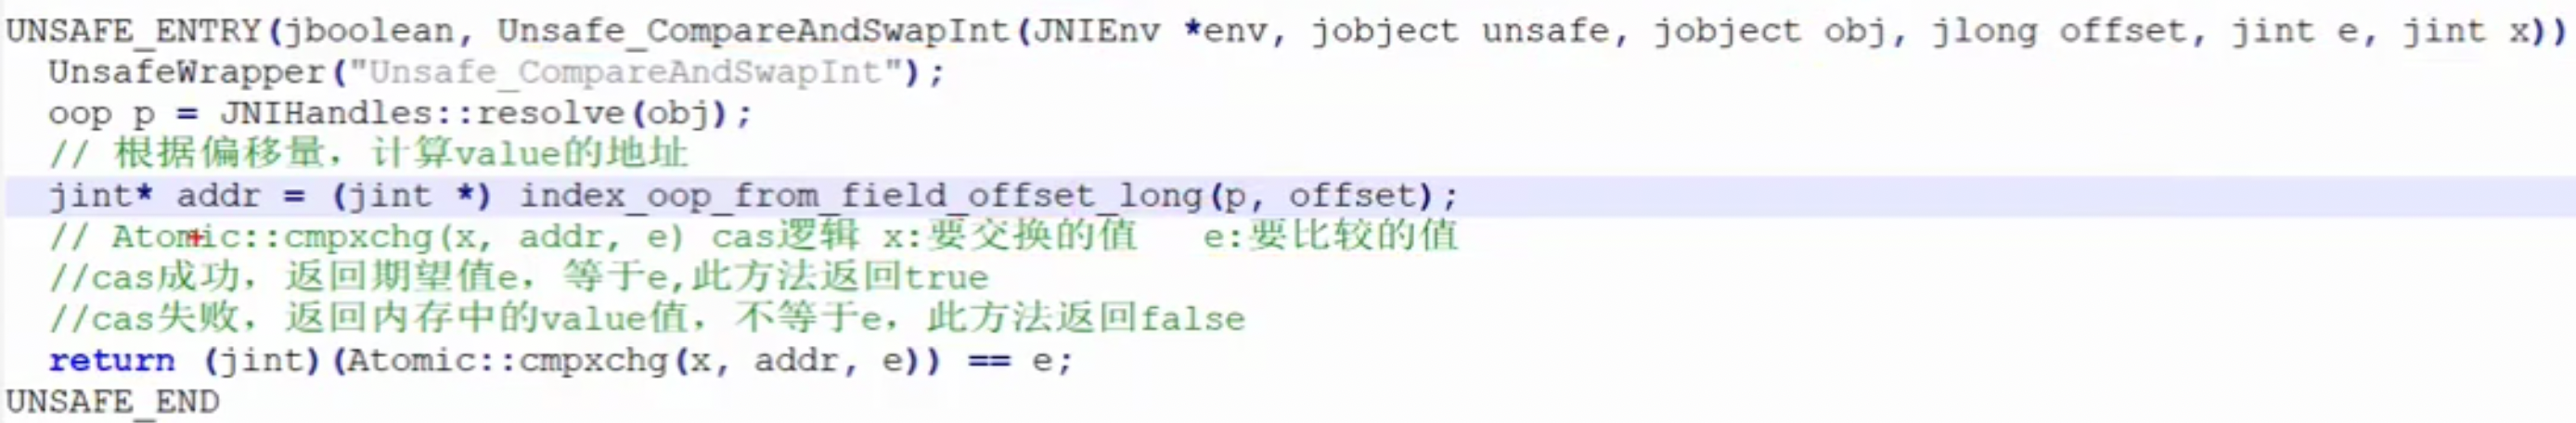 UNSAFE_ENTRY(jboolean, Unsafe_CompareAndSwapInt(JNIEnv *env, jobject unsafe, jobject obj, jlong offset, jint e, jint x))
UnsafeWrapper("Unsafe_CompareAndSwapInt");
oop p = JNIHandles::resolve(obj);
// 根据偏移量，计算value的地址
jint* addr = (jint *) index_oop_from_field_offset_long(p, offset);
// Atomic::cmpxchg(x, addr, e) cas逻辑 x:要交换的值 e:要比较的值
//cas成功，返回期望值e，等于e,此方法返回true
//cas失败，返回内存中的value值，不等于e，此方法返回false
return (jint)(Atomic::cmpxchg(x, addr, e)) == e;
UNSAFE_END